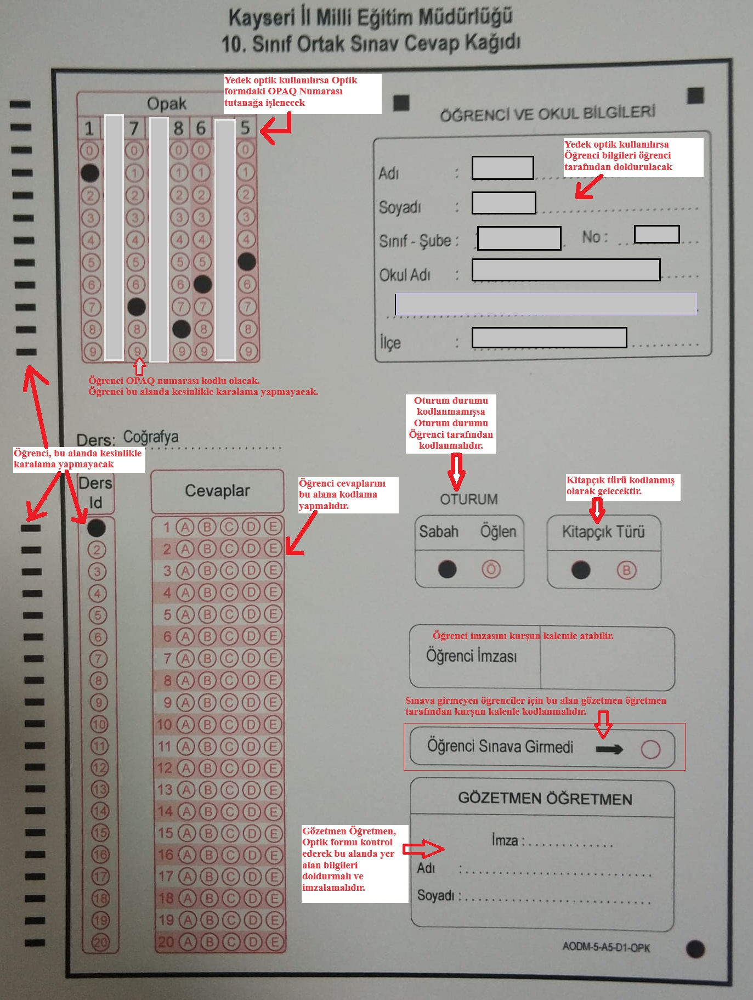 Kayseri İl Milli Eğitim Müdürlüğü
10. Sınıf Ortak Sınav Cevap Kağıdı
Yedek optik kullanılırsa Optik
formdaki OPAQ Numarası
tutanağa işlenecek
Opak
1 7 8 6 5
0 0 0 0 0
1 1 1 1
2 2 2 2 2
3 3 3 3 3
4 4 4 4 4
5 5 5 5
6 6 6 6
7 7 7 7
8 8 8 8
9 9 9 9 9
Öğrenci OPAQ numarası kodlu olacak.
Öğrenci bu alanda kesinlikle karalama yapmayacak.
ÖĞRENCİ VE OKUL BİLGİLERİ
Yedek optik kullanılırsa
Öğrenci bilgileri öğrenci
tarafından doldurulacak
Adı :
Soyadı :
Sınıf - Şube : No :
Okul Adı :
İlçe :
Ders: Coğrafya
Öğrenci, bu alanda kesinlikle
karalama yapmayacak
Ders
Id
2
3
4
5
6
7
8
9
10
11
12
13
14
15
16
17
18
19
20
Cevaplar
Öğrenci cevaplarını
bu alana kodlama
yapmalıdır.
1 A B C D E
2 A B C D E
3 A B C D E
4 A B C D E
5 A B C D E
6 A B C D E
7 A B C D E
8 A B C D E
9 A B C D E
10 A B C D E
11 A B C D E
12 A B C D E
13 A B C D E
14 A B C D E
15 A B C D E
16 A B C D E
17 A B C D E
18 A B C D E
19 A B C D E
20 A B C D E
Oturum durumu
kodlanmamışsa
Oturum durumu
Öğrenci tarafından
kodlanmalıdır.
OTURUM
Sabah Öğlen
Ö
Kitapçık türü kodlanmış
olarak gelecektir.
Kitapçık Türü
B
Öğrenci imzasını kurşun kalemle atabilir.
Öğrenci İmzası
Sınava girmeyen öğrenciler için bu alan gözetmen öğretmen
tarafından kurşun kalenle kodlanmalıdır.
Öğrenci Sınava Girmedi
GÖZETMEN ÖĞRETMEN
Gözetmen Öğretmen,
Optik formu kontrol
ederek bu alanda yer
alan bilgileri
doldurmalı ve
imzalamalıdır.
İmza : .............
Adı :.............................
Soyadı :.............................
AODM-5-A5-D1-OPK